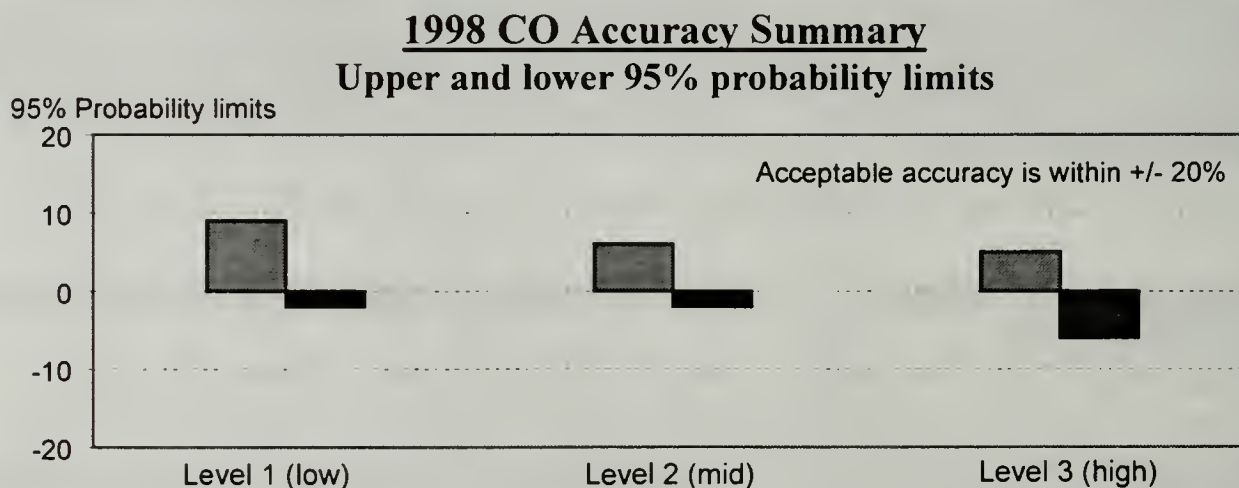 1998 CO Accuracy Summary
Upper and lower 95% probability limits
95% Probability limits
20
Acceptable accuracy is within +/- 20%
10
0
-10
-20
Level 1 (low) Level 2 (mid) Level 3 (high)